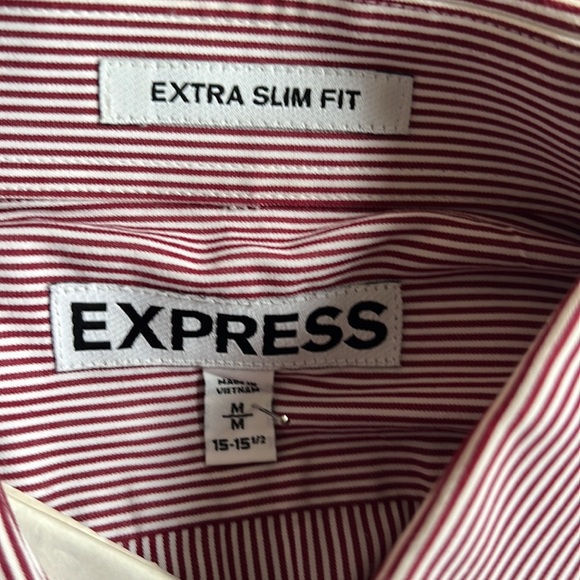 EXTRA SLIM FIT
EXPRESS
MADE IN
VIETNAM
M
M
15-15 1/2